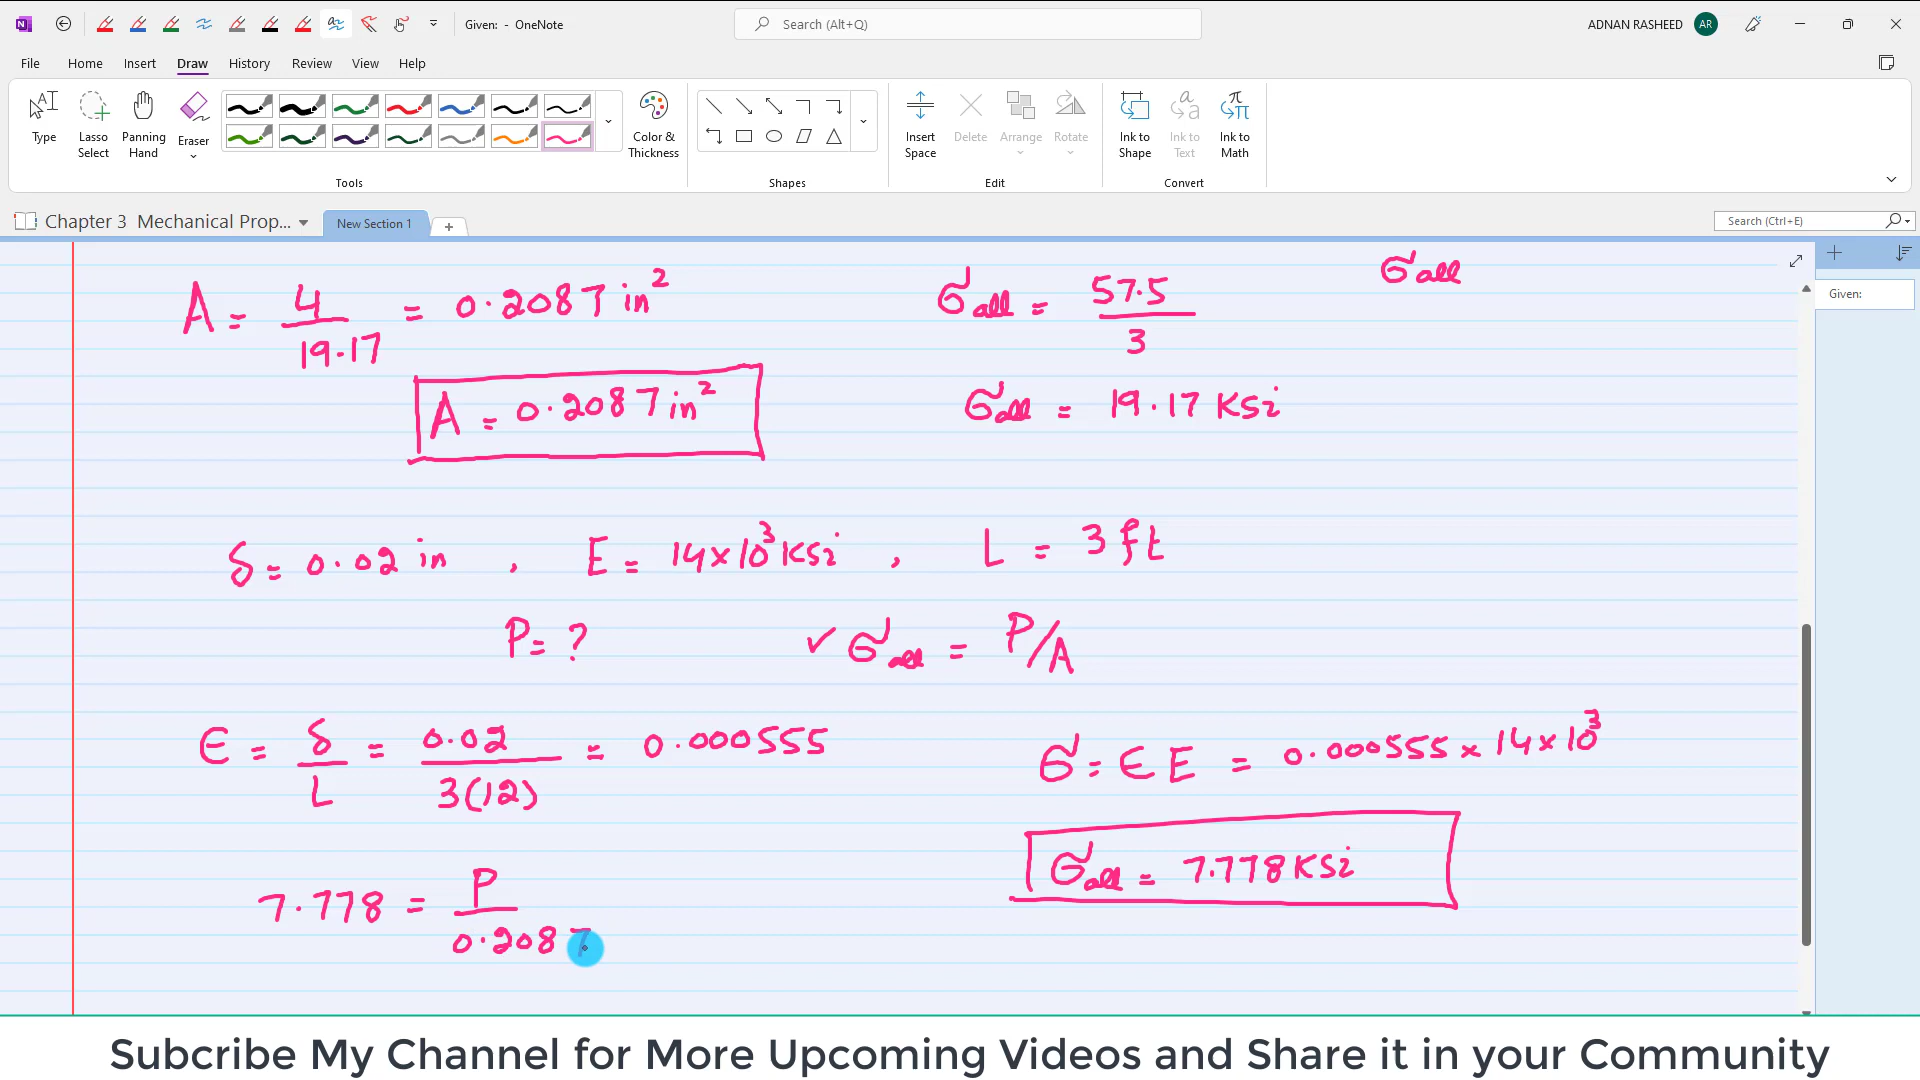 Given: - OneNote
Search (Alt+Q)
ADNAN RASHEED AR
File Home Insert Draw History Review View Help
Type
Lasso Select
Panning Hand
Eraser
Color & Thickness
Insert Space
Delete
Arrange
Rotate
Ink to Shape
Ink to Text
Ink to Math
Tools Shapes Edit Convert
Chapter 3 Mechanical Prop...
New Section 1
Search (Ctrl+E)
Given:
σall
A = 4/19.17 = 0.2087 in²
σall = 57.5/3
A = 0.2087 in²
σall = 19.17 Ksi
δ = 0.02 in , E = 14×10³ Ksi , L = 3 ft
P = ? ✓ σall = P/A
ϵ = δ/L = 0.02/3(12) = 0.000555
σ = ϵ E = 0.000555 × 14×10³
σall = 7.778 Ksi
7.778 = P/0.2087
Subcribe My Channel for More Upcoming Videos and Share it in your Community